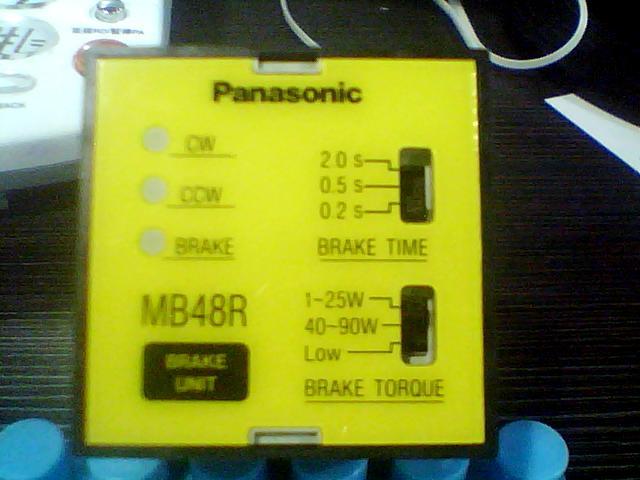 Panasonic
CW
CCW
BRAKE
2.0 s
0.5 s
0.2 s
BRAKE TIME
MB48R
BRAKE
UNIT
1~25W
40~90W
Low
BRAKE TORQUE